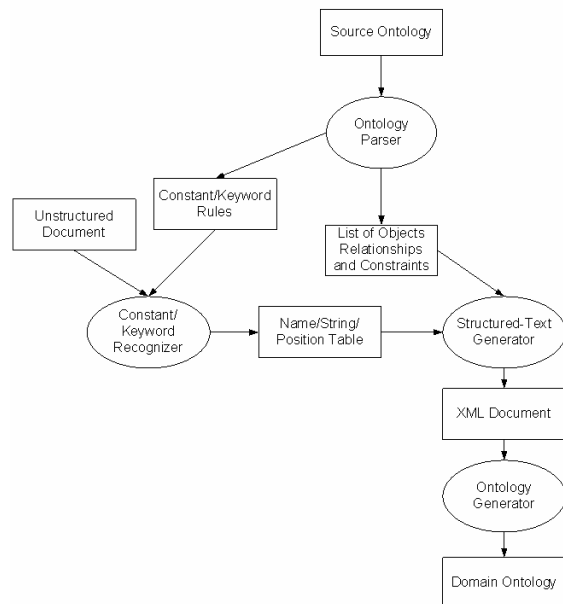 Source Ontology
Ontology
Parser
Constant/Keyword
Rules
Unstructured
Document
List of Objects
Relationships
and Constraints
Constant/
Keyword
Recognizer
Name/String/
Position Table
Structured-Text
Generator
XML Document
Ontology
Generator
Domain Ontology